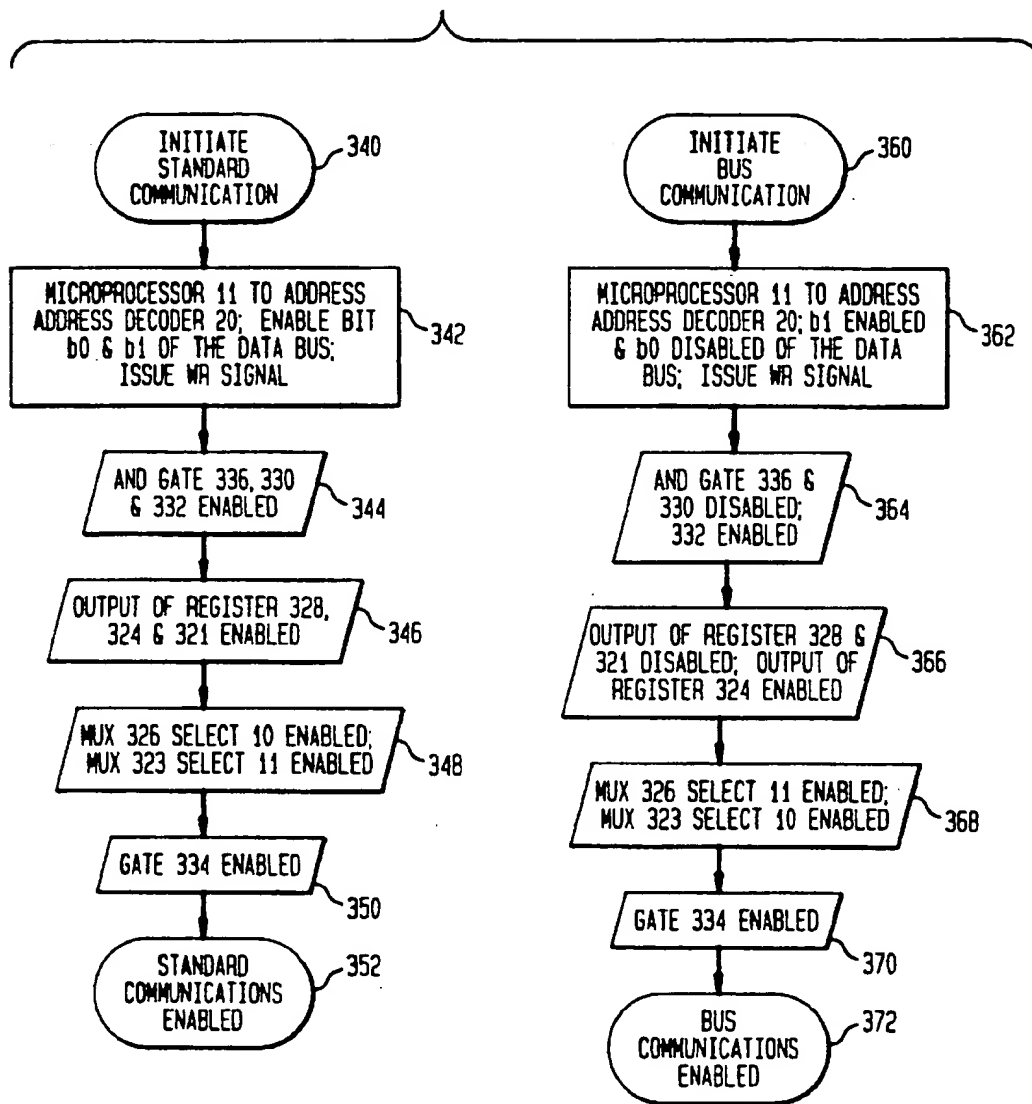 INITIATE
STANDARD
COMMUNICATION
340
MICROPROCESSOR 11 TO ADDRESS
ADDRESS DECODER 20; ENABLE BIT
b0 & b1 OF THE DATA BUS;
ISSUE WR SIGNAL
342
AND GATE 336, 330
& 332 ENABLED
344
OUTPUT OF REGISTER 328,
324 & 321 ENABLED
346
MUX 326 SELECT 10 ENABLED;
MUX 323 SELECT 11 ENABLED
348
GATE 334 ENABLED
350
STANDARD
COMMUNICATIONS
ENABLED
352
INITIATE
BUS
COMMUNICATION
360
MICROPROCESSOR 11 TO ADDRESS
ADDRESS DECODER 20; b1 ENABLED
& b0 DISABLED OF THE DATA
BUS; ISSUE WR SIGNAL
362
AND GATE 336 &
330 DISABLED;
332 ENABLED
364
OUTPUT OF REGISTER 328 &
321 DISABLED; OUTPUT OF
REGISTER 324 ENABLED
366
MUX 326 SELECT 11 ENABLED;
MUX 323 SELECT 10 ENABLED
368
GATE 334 ENABLED
370
BUS
COMMUNICATIONS
ENABLED
372